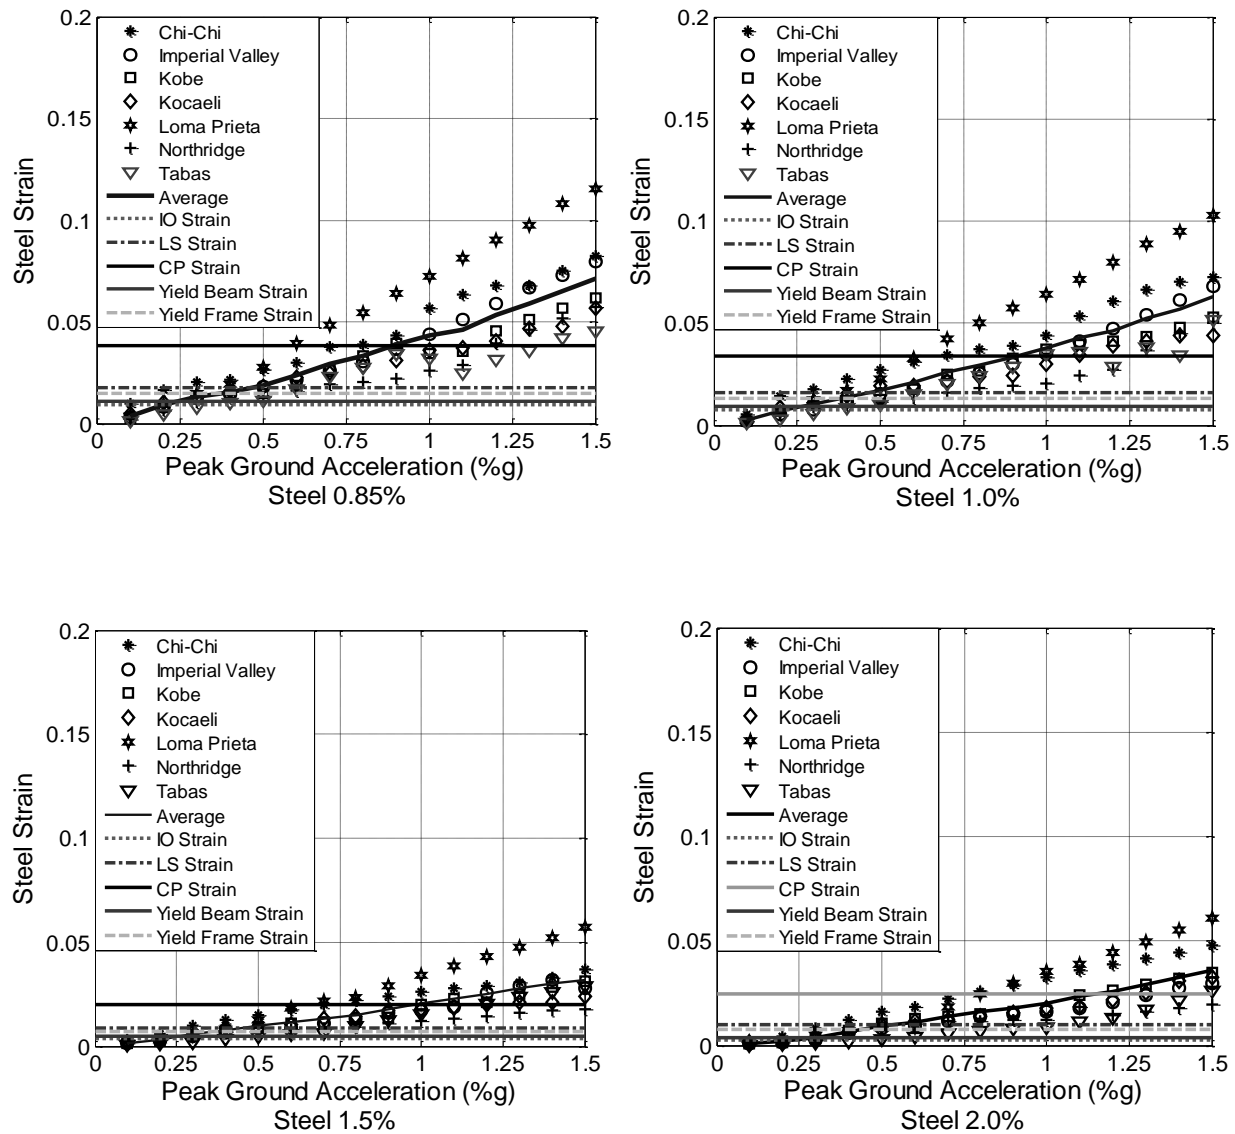 0.2
0.15
0.1
0.05
0
Steel Strain
Chi-Chi
Imperial Valley
Kobe
Kocaeli
Loma Prieta
Northridge
Tabas
Average
IO Strain
LS Strain
CP Strain
Yield Beam Strain
Yield Frame Strain
0 0.25 0.5 0.75 1 1.25 1.5
Peak Ground Acceleration (%g)
Steel 0.85%
0.2
0.15
0.1
0.05
0
Steel Strain
Chi-Chi
Imperial Valley
Kobe
Kocaeli
Loma Prieta
Northridge
Tabas
Average
IO Strain
LS Strain
CP Strain
Yield Beam Strain
Yield Frame Strain
0 0.25 0.5 0.75 1 1.25 1.5
Peak Ground Acceleration (%g)
Steel 1.0%
0.2
0.15
0.1
0.05
0
Steel Strain
Chi-Chi
Imperial Valley
Kobe
Kocaeli
Loma Prieta
Northridge
Tabas
Average
IO Strain
LS Strain
CP Strain
Yield Beam Strain
Yield Frame Strain
0 0.25 0.5 0.75 1 1.25 1.5
Peak Ground Acceleration (%g)
Steel 1.5%
0.2
0.15
0.1
0.05
0
Steel Strain
Chi-Chi
Imperial Valley
Kobe
Kocaeli
Loma Prieta
Northridge
Tabas
Average
IO Strain
LS Strain
CP Strain
Yield Beam Strain
Yield Frame Strain
0 0.25 0.5 0.75 1 1.25 1.5
Peak Ground Acceleration (%g)
Steel 2.0%